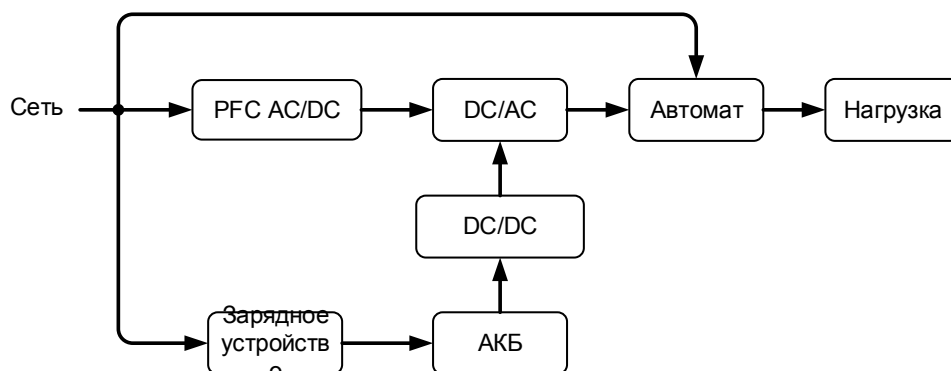 Сеть
PFC AC/DC
DC/AC
Автомат
Нагрузка
DC/DC
Зарядное
устройств
о
АКБ